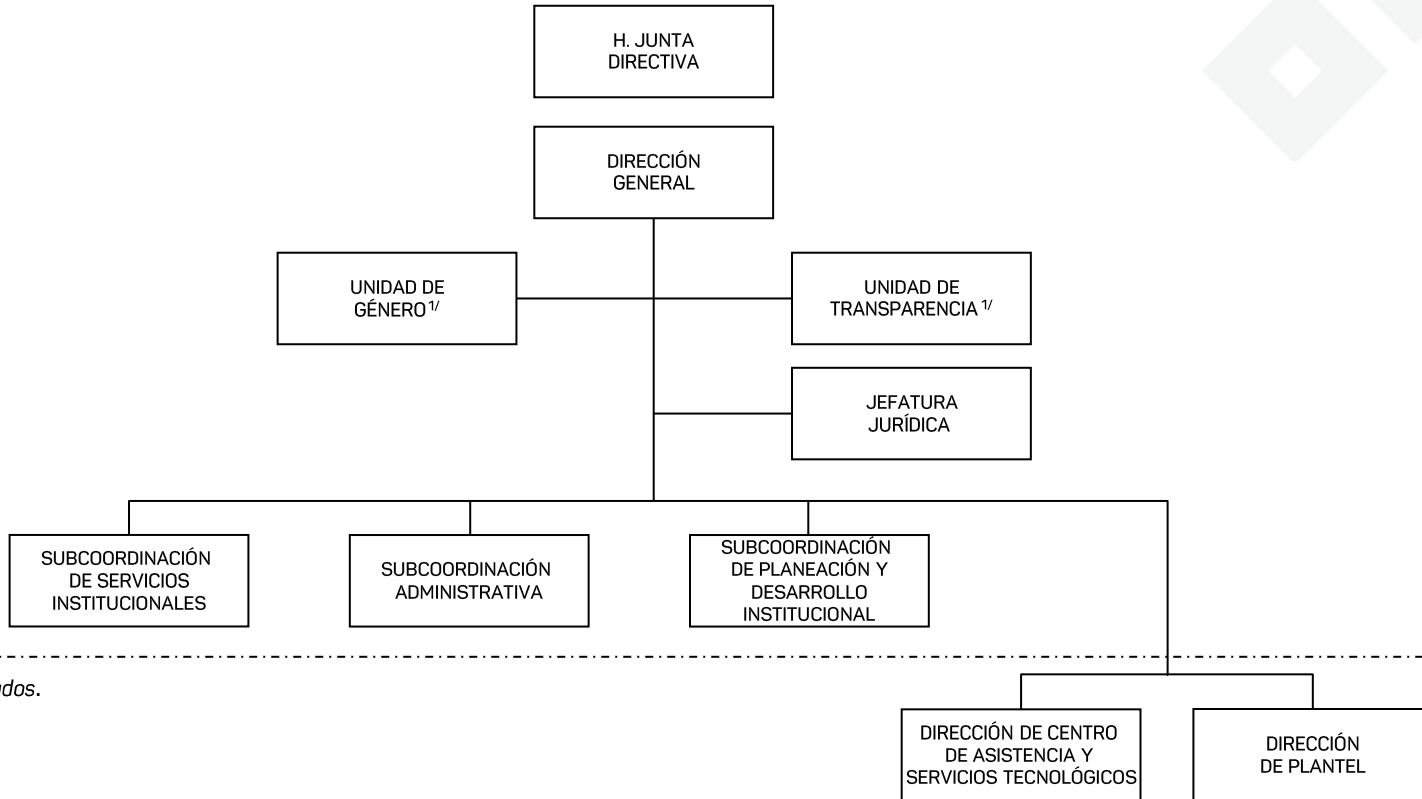 H. JUNTA
DIRECTIVA
DIRECCIÓN
GENERAL
UNIDAD DE
GÉNERO 1/
UNIDAD DE
TRANSPARENCIA 1/
JEFATURA
JURÍDICA
SUBCOORDINACIÓN
DE SERVICIOS
INSTITUCIONALES
SUBCOORDINACIÓN
ADMINISTRATIVA
SUBCOORDINACIÓN
DE PLANEACIÓN Y
DESARROLLO
INSTITUCIONAL
DIRECCIÓN DE CENTRO
DE ASISTENCIA Y
SERVICIOS TECNOLÓGICOS
DIRECCIÓN
DE PLANTEL